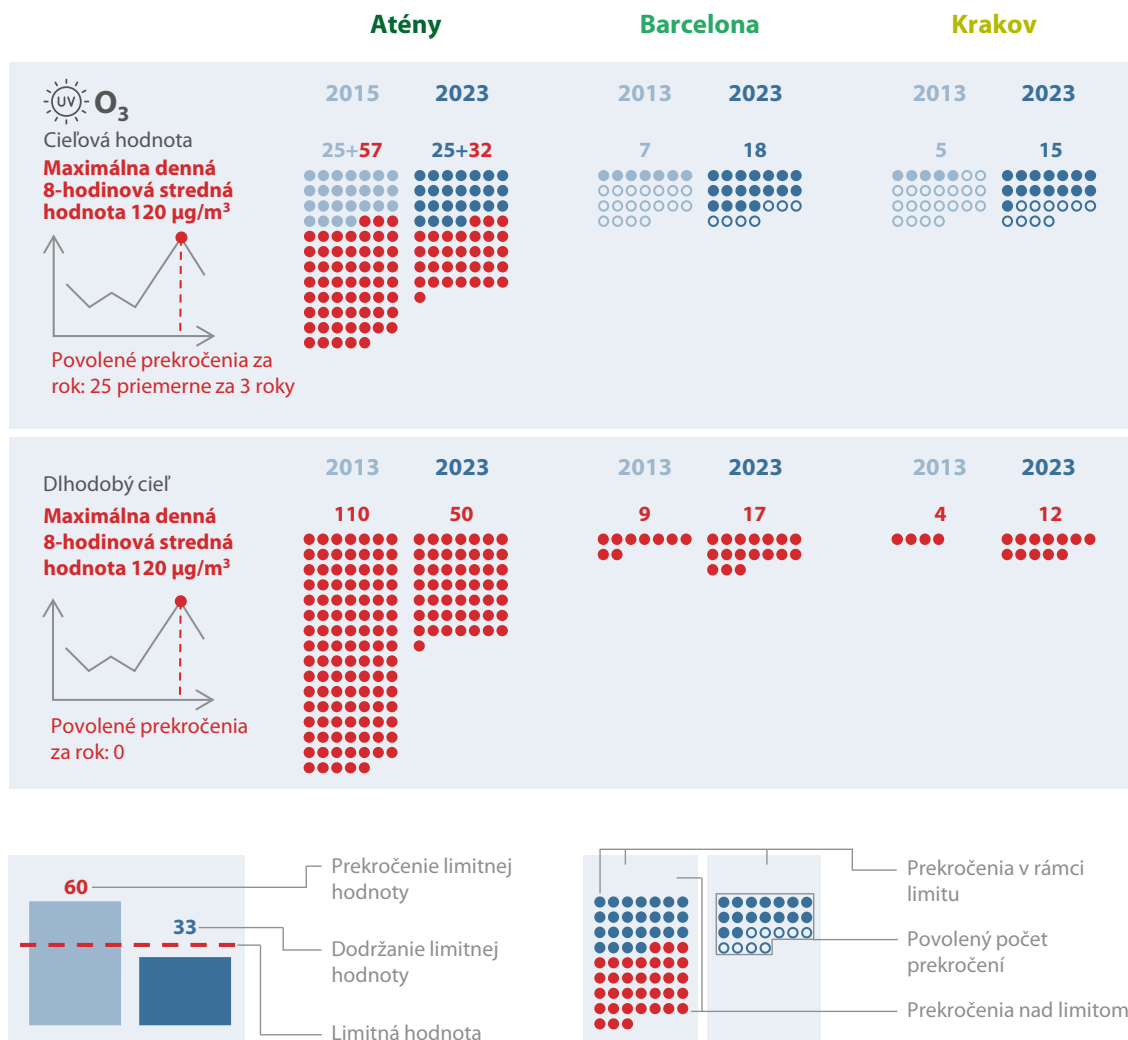 Atény
Barcelona
Krakov
UV O3
Cieľová hodnota
Maximálna denná
8-hodinová stredná
hodnota 120 µg/m³
Povolené prekročenia za
rok: 25 priemerne za 3 roky
2015
2023
25+57
25+32
2013
2023
7
18
2013
2023
5
15
Dlhodobý cieľ
Maximálna denná
8-hodinová stredná
hodnota 120 µg/m³
Povolené prekročenia
za rok: 0
2013
2023
110
50
2013
2023
9
17
2013
2023
4
12
60
33
Prekročenie limitnej
hodnoty
Dodržanie limitnej
hodnoty
Limitná hodnota
Prekročenia v rámci
limitu
Povolený počet
prekročení
Prekročenia nad limitom